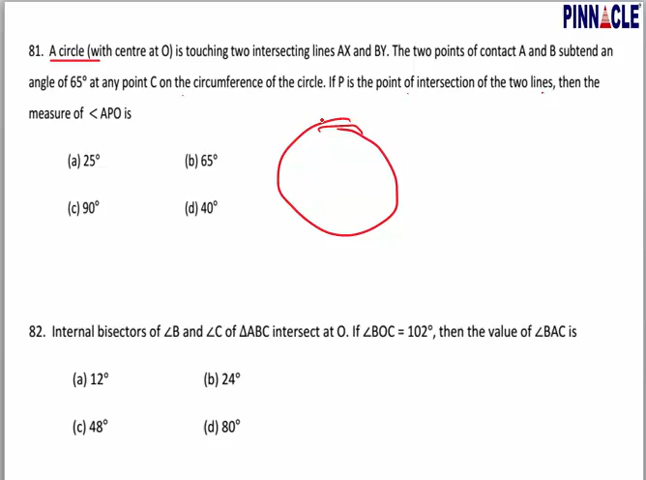 PINNACLE
81. A circle (with centre at O) is touching two intersecting lines AX and BY. The two points of contact A and B subtend an
angle of 65° at any point C on the circumference of the circle. If P is the point of intersection of the two lines, then the
measure of < APO is
(a) 25° (b) 65°
(c) 90° (d) 40°
82. Internal bisectors of ∠B and ∠C of ΔABC intersect at O. If ∠BOC = 102°, then the value of ∠BAC is
(a) 12° (b) 24°
(c) 48° (d) 80°